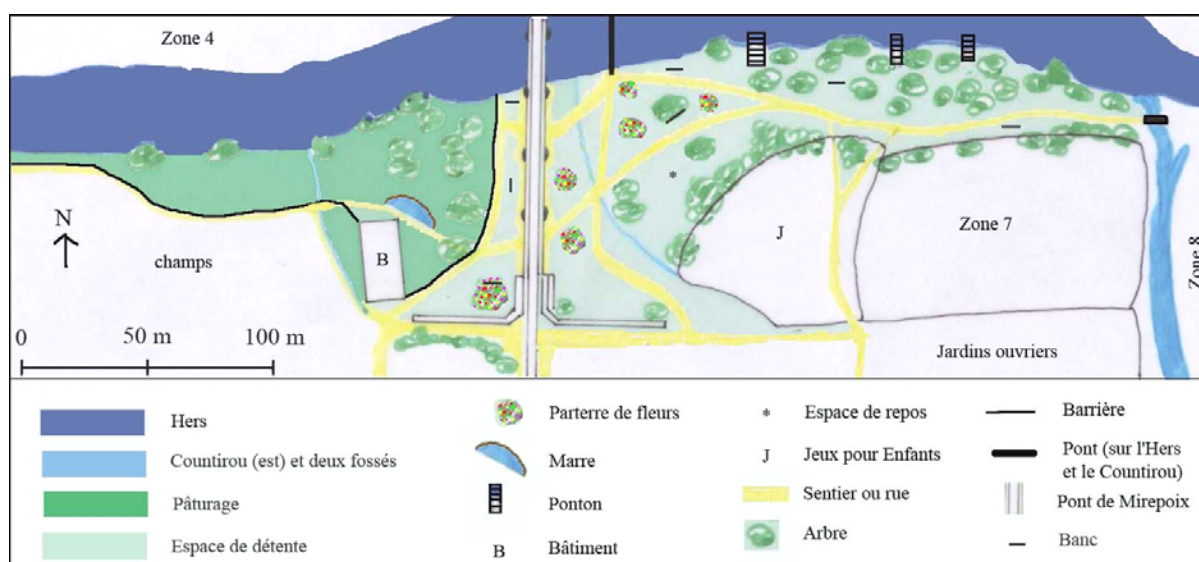 Zone 4
N
champs
B
J
Zone 7
Zone 8
Jardins ouvriers
0 50 m 100 m
Hers
Countirou (est) et deux fossés
Pâturage
Espace de détente
Parterre de fleurs
Marre
Ponton
B Bâtiment
* Espace de repos
J Jeux pour Enfants
Sentier ou rue
Arbre
Barrière
Pont (sur l'Hers
et le Countirou)
Pont de Mirepoix
Banc